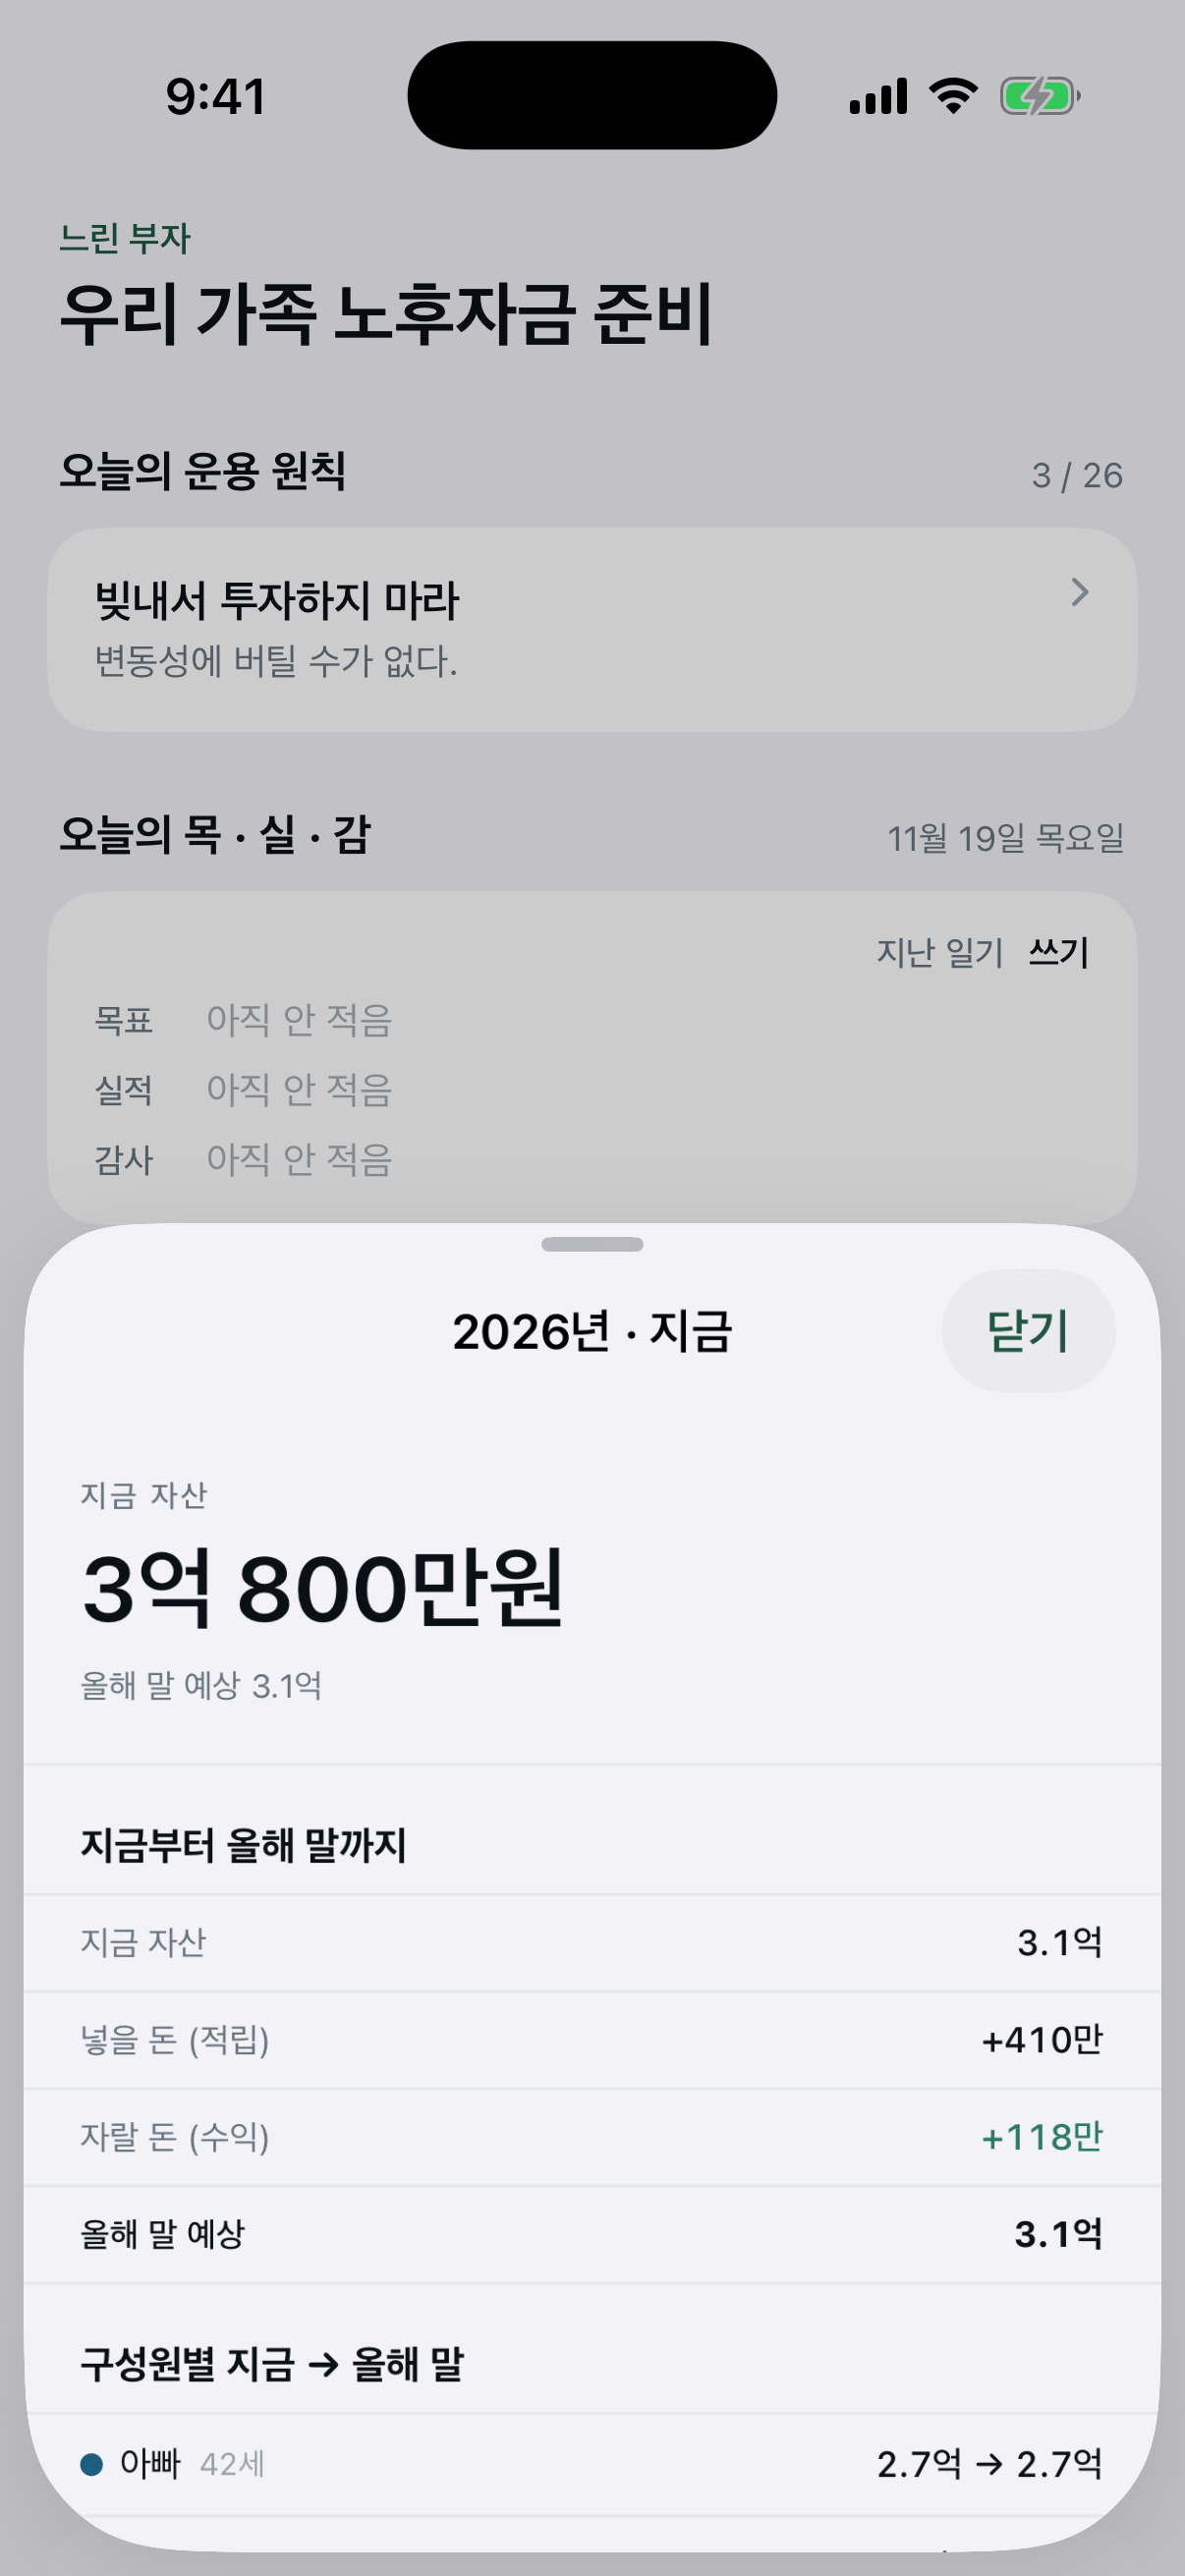 9:41
느린 부자
우리 가족 노후자금 준비
오늘의 운용 원칙 3 / 26
빚내서 투자하지 마라
변동성에 버틸 수가 없다.
오늘의 목 · 실 · 감 11월 19일 목요일
지난 일기 쓰기
목표 아직 안 적음
실적 아직 안 적음
감사 아직 안 적음
2026년 · 지금 닫기
지금 자산
3억 800만원
올해 말 예상 3.1억
지금부터 올해 말까지
지금 자산 3.1억
넣을 돈 (적립) +410만
자랄 돈 (수익) +118만
올해 말 예상 3.1억
구성원별 지금 → 올해 말
아빠 42세 2.7억 → 2.7억